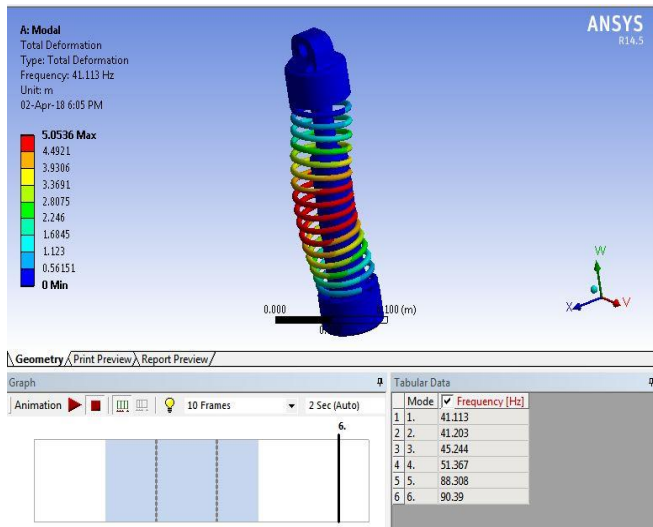 A: Modal
Total Deformation
Type: Total Deformation
Frequency: 41.113 Hz
Unit: m
02-Apr-18 6:05 PM
ANSYS
R14.5
5.0536 Max
4.4921
3.9306
3.3691
2.8075
2.246
1.6845
1.123
0.56151
0 Min
W
X
V
0.000
100 (m)
Geometry Print Preview Report Preview
Graph
Animation 10 Frames 2 Sec (Auto)
6.
Tabular Data
Mode Frequency [Hz]
1 1. 41.113
2 2. 41.203
3 3. 45.244
4 4. 51.367
5 5. 88.308
6 6. 90.39